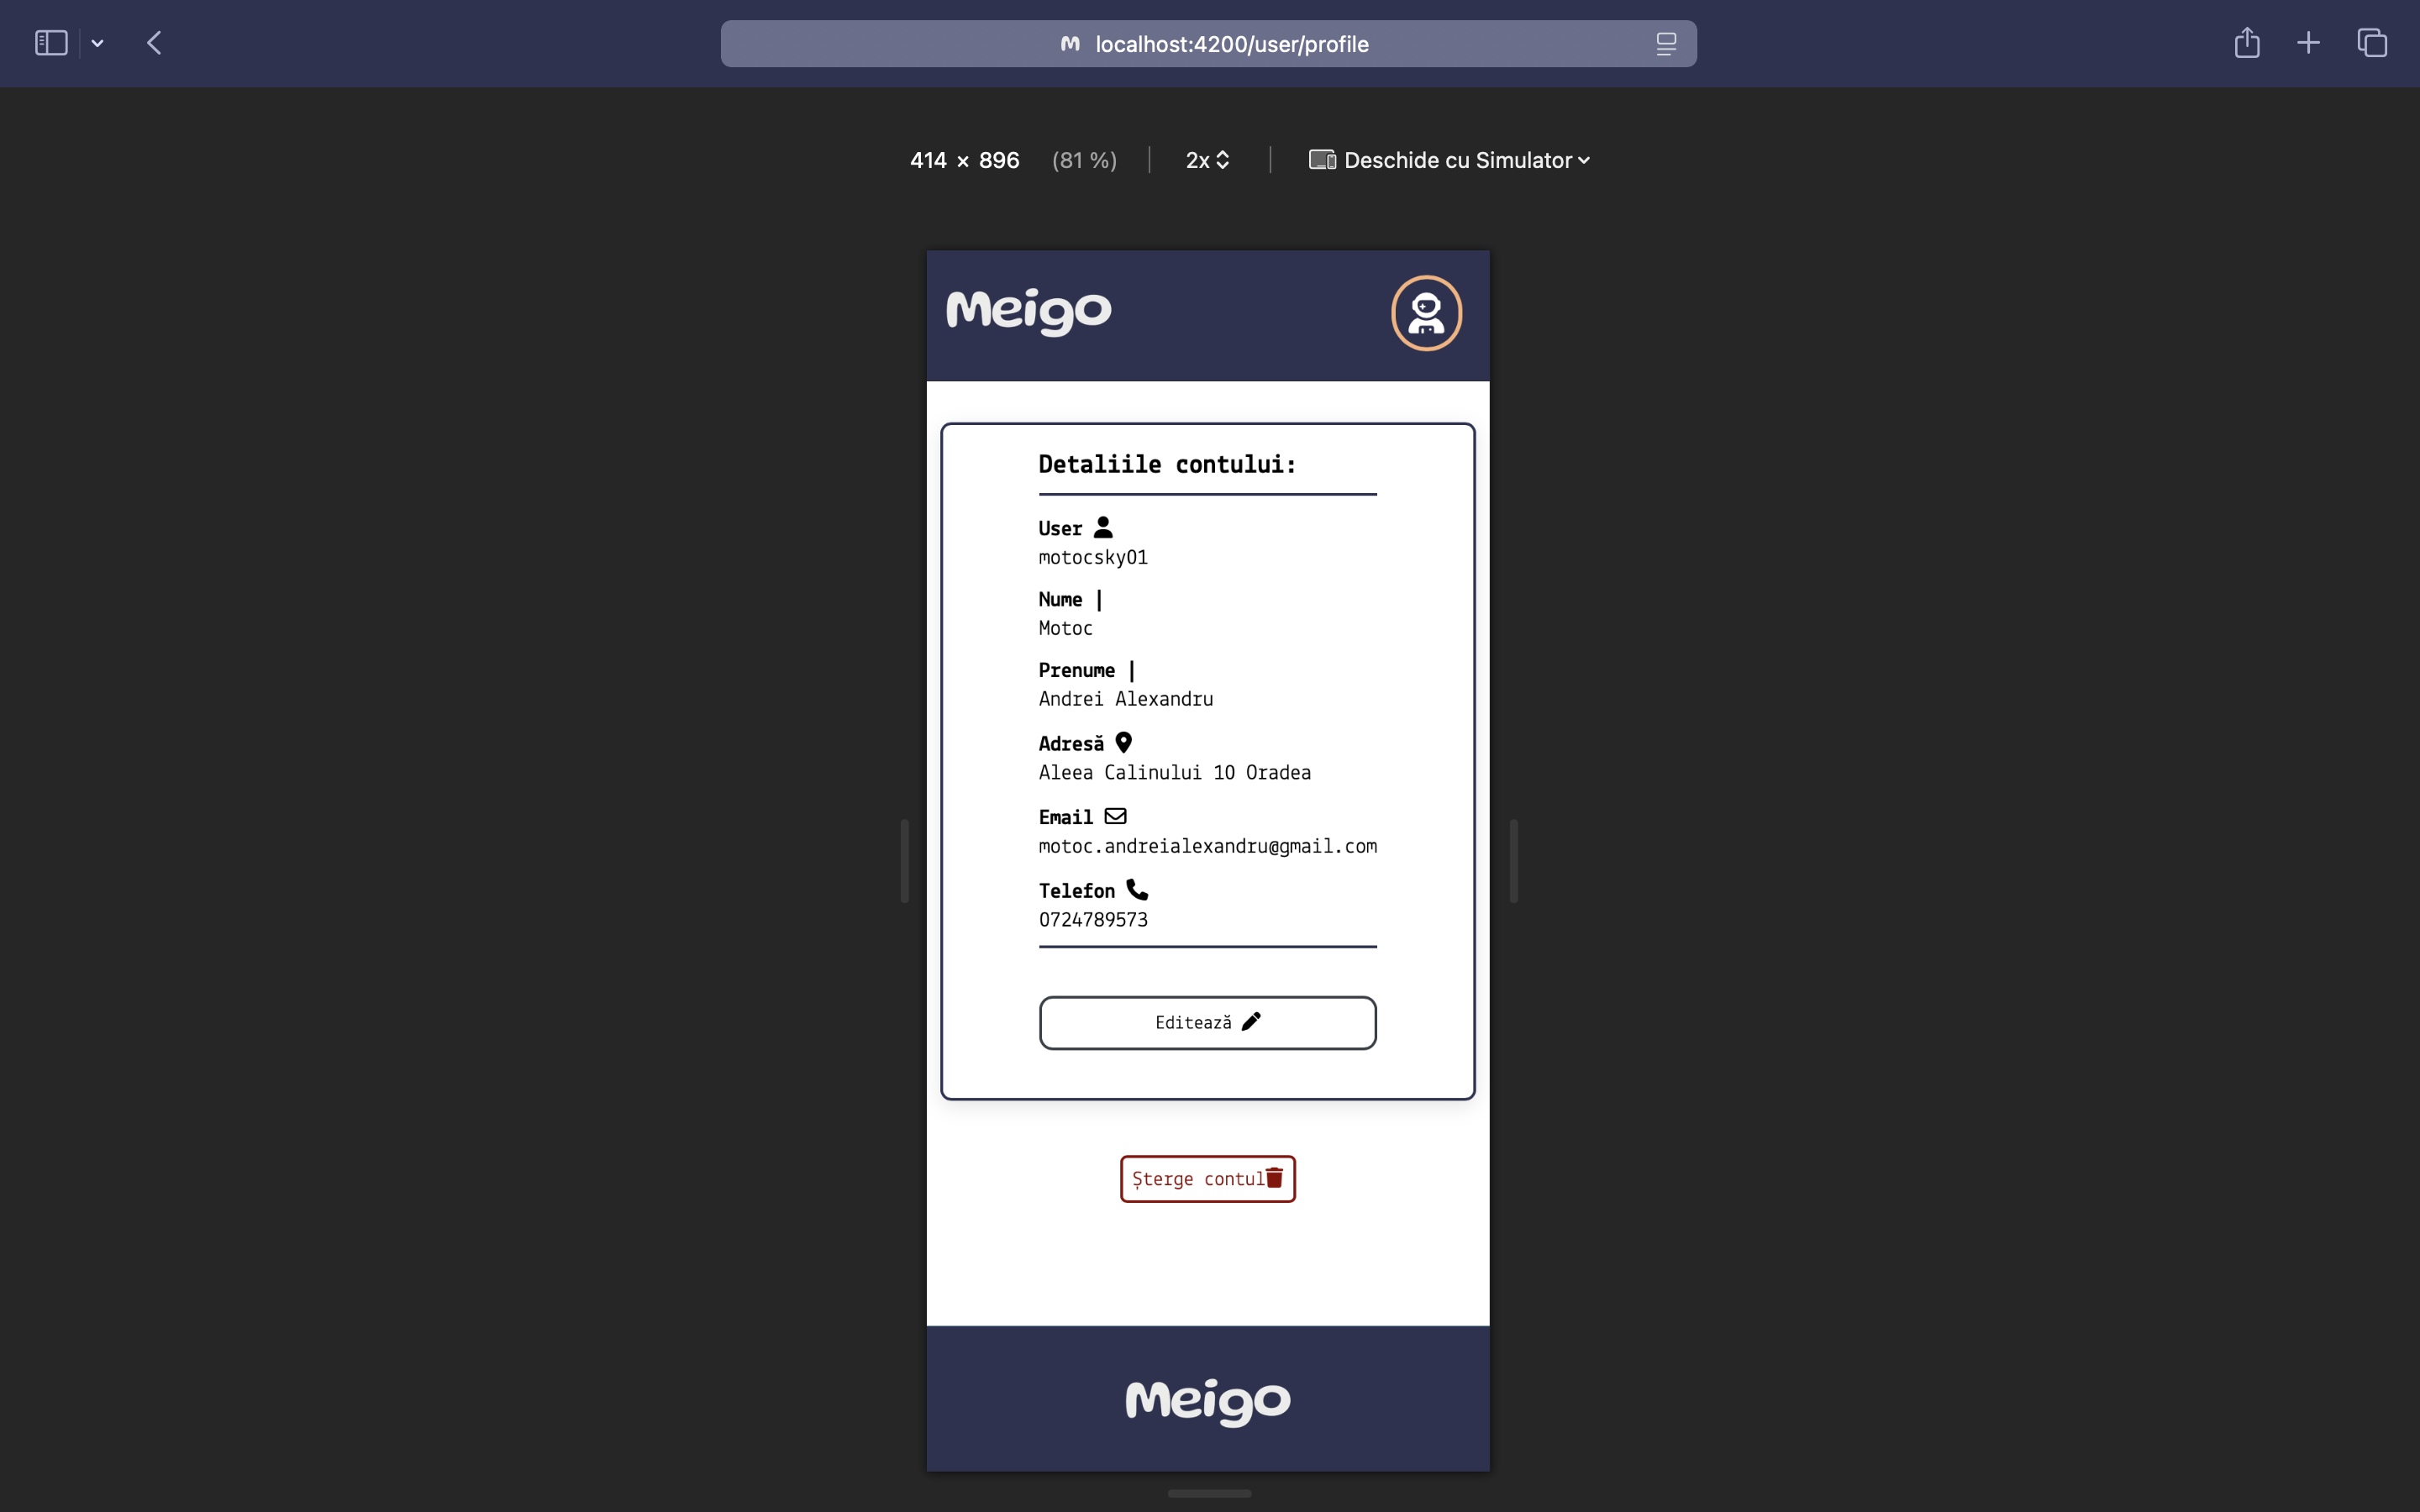 localhost:4200/user/profile
414 × 896 (81 %) 2x Deschide cu Simulator
Meigo
Detaliile contului:
User
motocsky01
Nume |
Motoc
Prenume |
Andrei Alexandru
Adresă
Aleea Calinului 10 Oradea
Email
motoc.andreialexandru@gmail.com
Telefon
0724789573
Editează
Șterge contul
Meigo